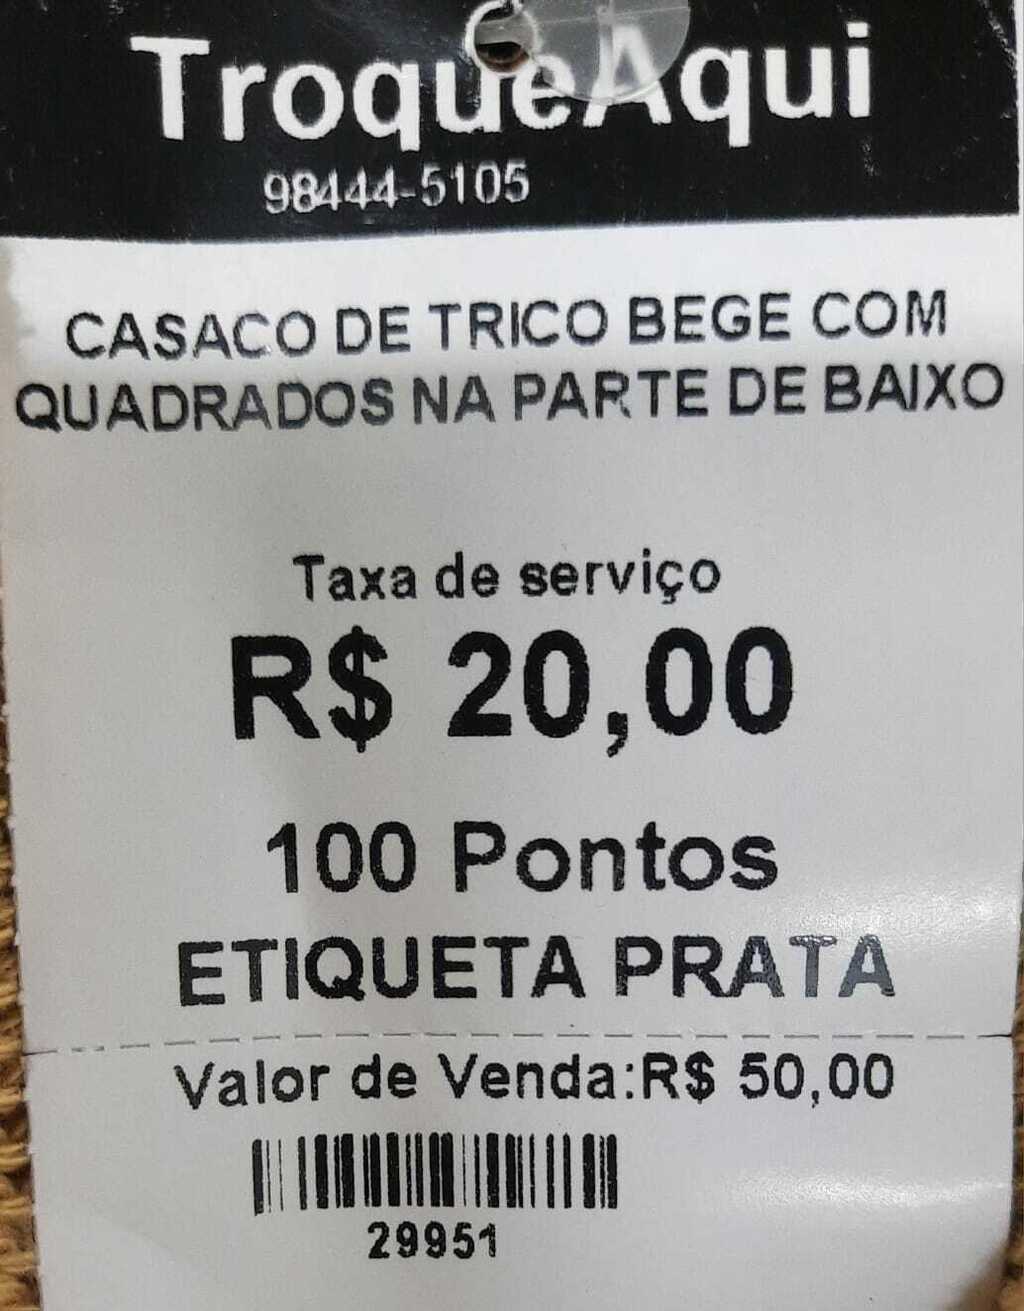 TroqueAqui
98444-5105
CASACO DE TRICO BEGE COM
QUADRADOS NA PARTE DE BAIXO
Taxa de serviço
R$ 20,00
100 Pontos
ETIQUETA PRATA
Valor de Venda:R$ 50,00
29951